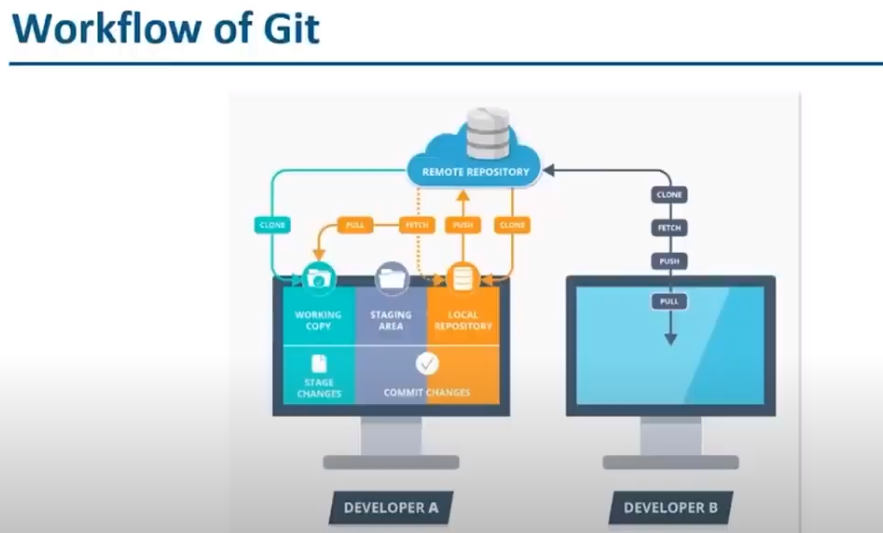 Workflow of Git
REMOTE REPOSITORY
CLONE
PULL
FETCH
PUSH
CLONE
CLONE
FETCH
PUSH
PULL
WORKING
COPY
STAGING
AREA
LOCAL
REPOSITORY
STAGE
CHANGES
COMMIT CHANGES
DEVELOPER A
DEVELOPER B